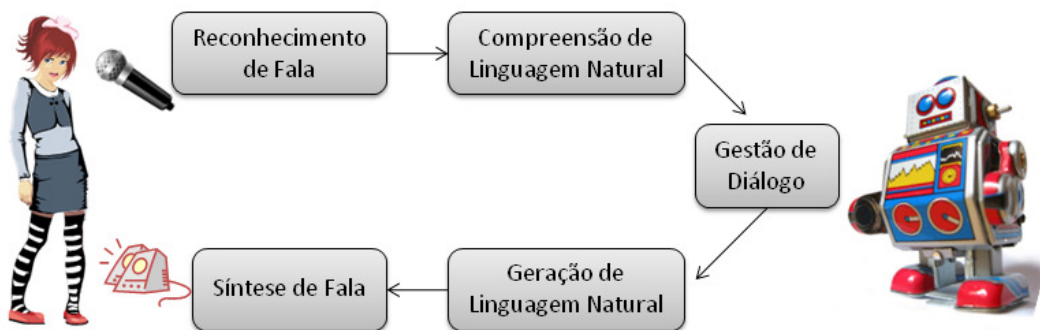 Reconhecimento
de Fala
Compreensão de
Linguagem Natural
Gestão de
Diálogo
Geração de
Linguagem Natural
Síntese de Fala